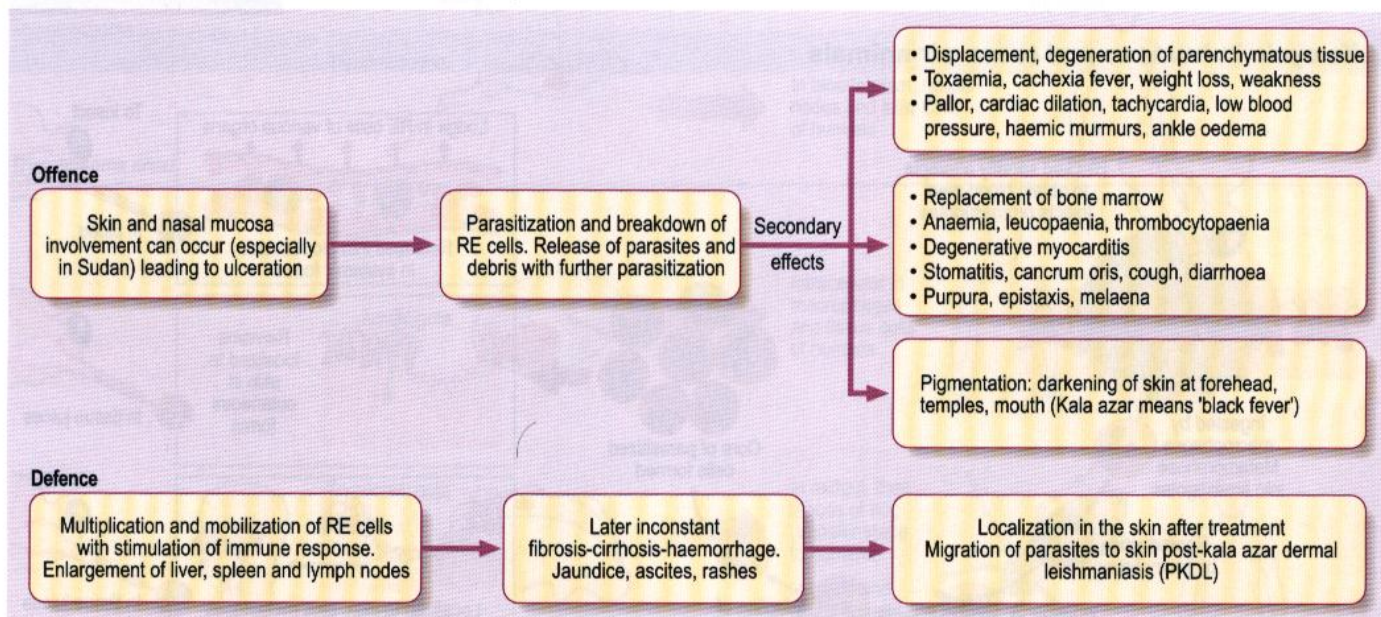 Offence
Skin and nasal mucosa
involvement can occur (especially
in Sudan) leading to ulceration
Parasitization and breakdown of
RE cells. Release of parasites and
debris with further parasitization
Secondary
effects
• Displacement, degeneration of parenchymatous tissue
• Toxaemia, cachexia fever, weight loss, weakness
• Pallor, cardiac dilation, tachycardia, low blood
pressure, haemic murmurs, ankle oedema
• Replacement of bone marrow
• Anaemia, leucopaenia, thrombocytopaenia
• Degenerative myocarditis
• Stomatitis, cancrum oris, cough, diarrhoea
• Purpura, epistaxis, melaena
Pigmentation: darkening of skin at forehead,
temples, mouth (Kala azar means 'black fever')
Defence
Multiplication and mobilization of RE cells
with stimulation of immune response.
Enlargement of liver, spleen and lymph nodes
Later inconstant
fibrosis-cirrhosis-haemorrhage.
Jaundice, ascites, rashes
Localization in the skin after treatment
Migration of parasites to skin post-kala azar dermal
leishmaniasis (PKDL)